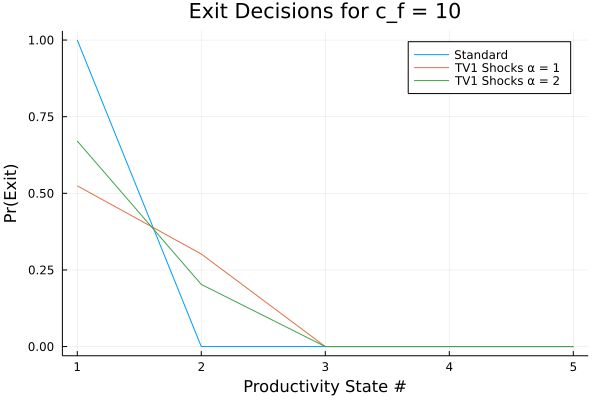 Exit Decisions for c_f = 10
Pr(Exit)
1.00
0.75
0.50
0.25
0.00
Standard
TV1 Shocks α = 1
TV1 Shocks α = 2
1 2 3 4 5
Productivity State #